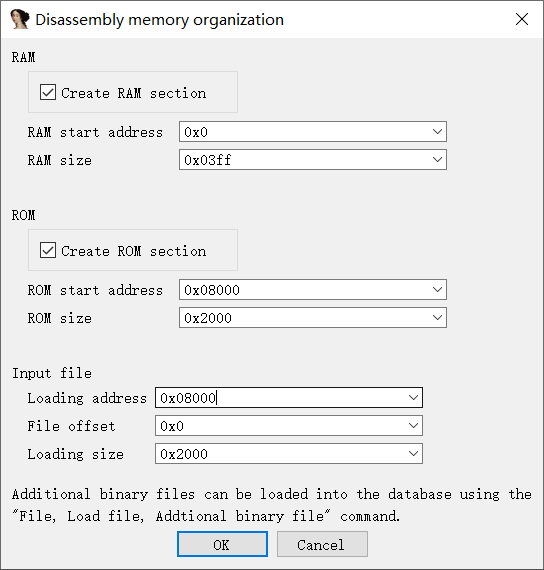 Disassembly memory organization
RAM
Create RAM section
RAM start address 0x0
RAM size 0x03ff
ROM
Create ROM section
ROM start address 0x08000
ROM size 0x2000
Input file
Loading address 0x08000
File offset 0x0
Loading size 0x2000
Additional binary files can be loaded into the database using the
"File, Load file, Addtional binary file" command.
OK Cancel